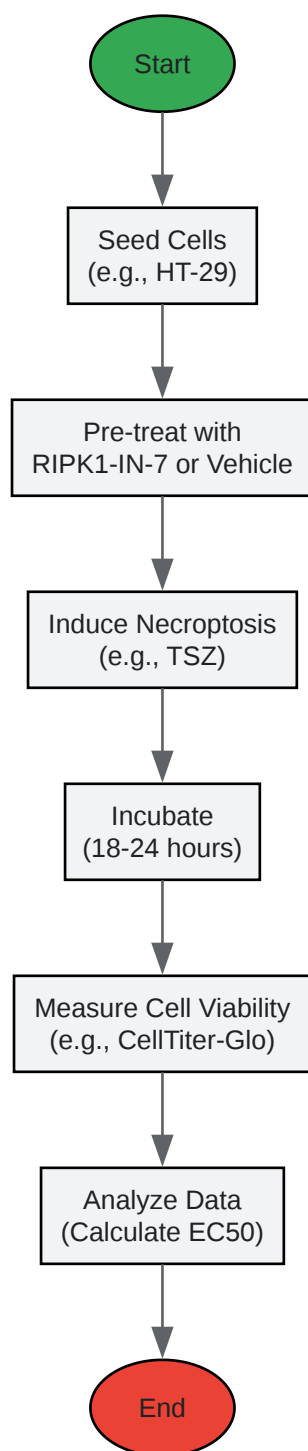 Start
Seed Cells
(e.g., HT-29)
Pre-treat with
RIPK1-IN-7 or Vehicle
Induce Necroptosis
(e.g., TSZ)
Incubate
(18-24 hours)
Measure Cell Viability
(e.g., CellTiter-Glo)
Analyze Data
(Calculate EC50)
End